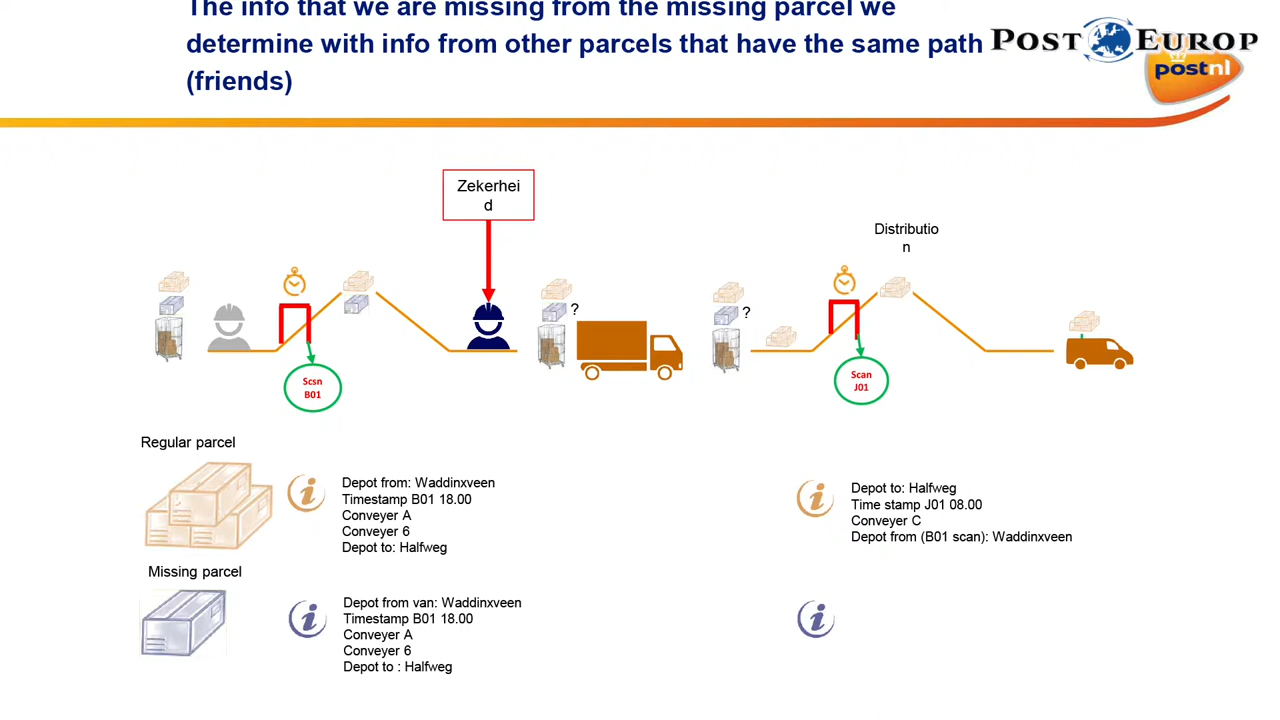 The info that we are missing from the missing parcel we
determine with info from other parcels that have the same path
(friends)
POST EUROP
postnl
Zekerhei
d
Distributio
n
?
?
Scsn
B01
Scan
J01
Regular parcel
Depot from: Waddinxveen
Timestamp B01 18.00
Conveyer A
Conveyer 6
Depot to: Halfweg
Depot to: Halfweg
Time stamp J01 08.00
Conveyer C
Depot from (B01 scan): Waddinxveen
Missing parcel
Depot from van: Waddinxveen
Timestamp B01 18.00
Conveyer A
Conveyer 6
Depot to : Halfweg